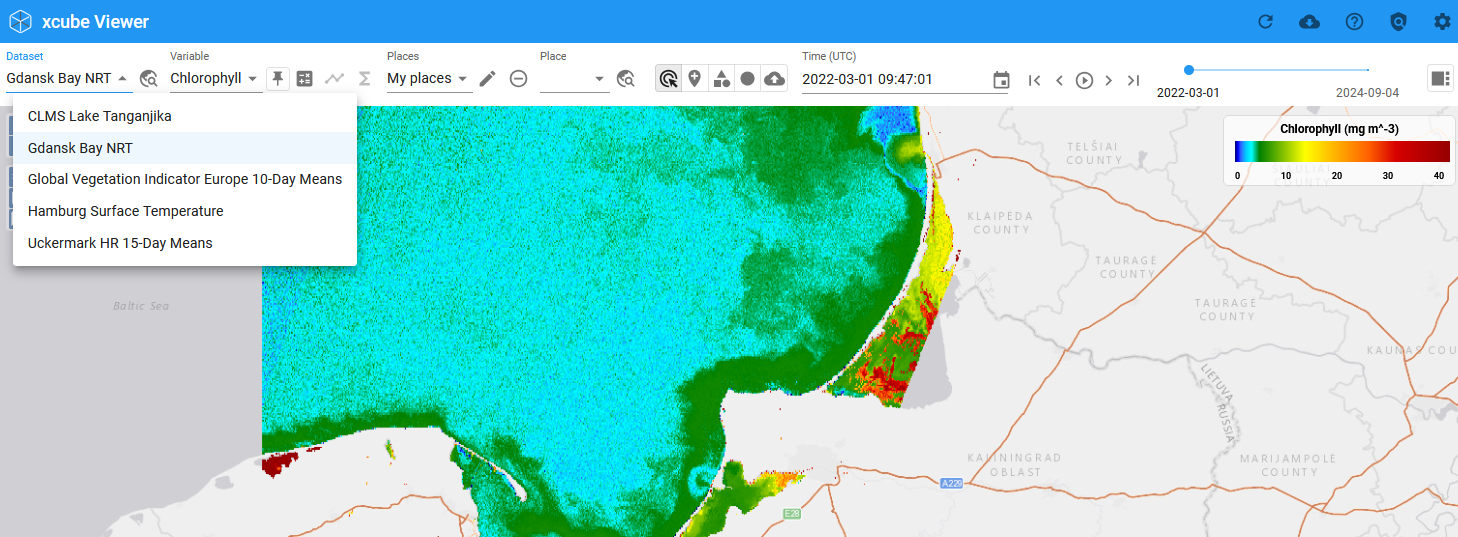 xcube Viewer
Dataset
Gdansk Bay NRT
Variable
Chlorophyll
Places
My places
Place
Time (UTC)
2022-03-01 09:47:01
2022-03-01
2024-09-04
CLMS Lake Tanganjika
Gdansk Bay NRT
Global Vegetation Indicator Europe 10-Day Means
Hamburg Surface Temperature
Uckermark HR 15-Day Means
Chlorophyll (mg m^-3)
0 10 20 30 40
TELŠIAI
COUNTY
COUNTY
KLAIPEDA
COUNTY
TAURAGE
COUNTY
TAURAGE
COUNTY
Baltic Sea
KAUNAS COU
LIETUVA
RUSSIA
KALININGRAD
OBLAST
MARIJAMPOLE
COUNTY
A229
E28